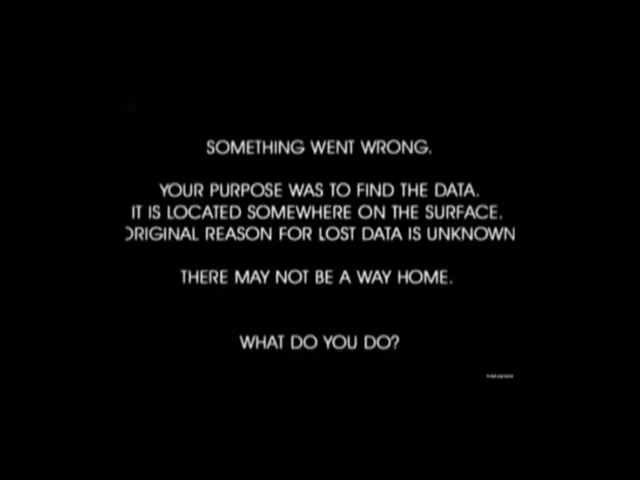 SOMETHING WENT WRONG.
YOUR PURPOSE WAS TO FIND THE DATA.
IT IS LOCATED SOMEWHERE ON THE SURFACE.
ORIGINAL REASON FOR LOST DATA IS UNKNOWN
THERE MAY NOT BE A WAY HOME.
WHAT DO YOU DO?